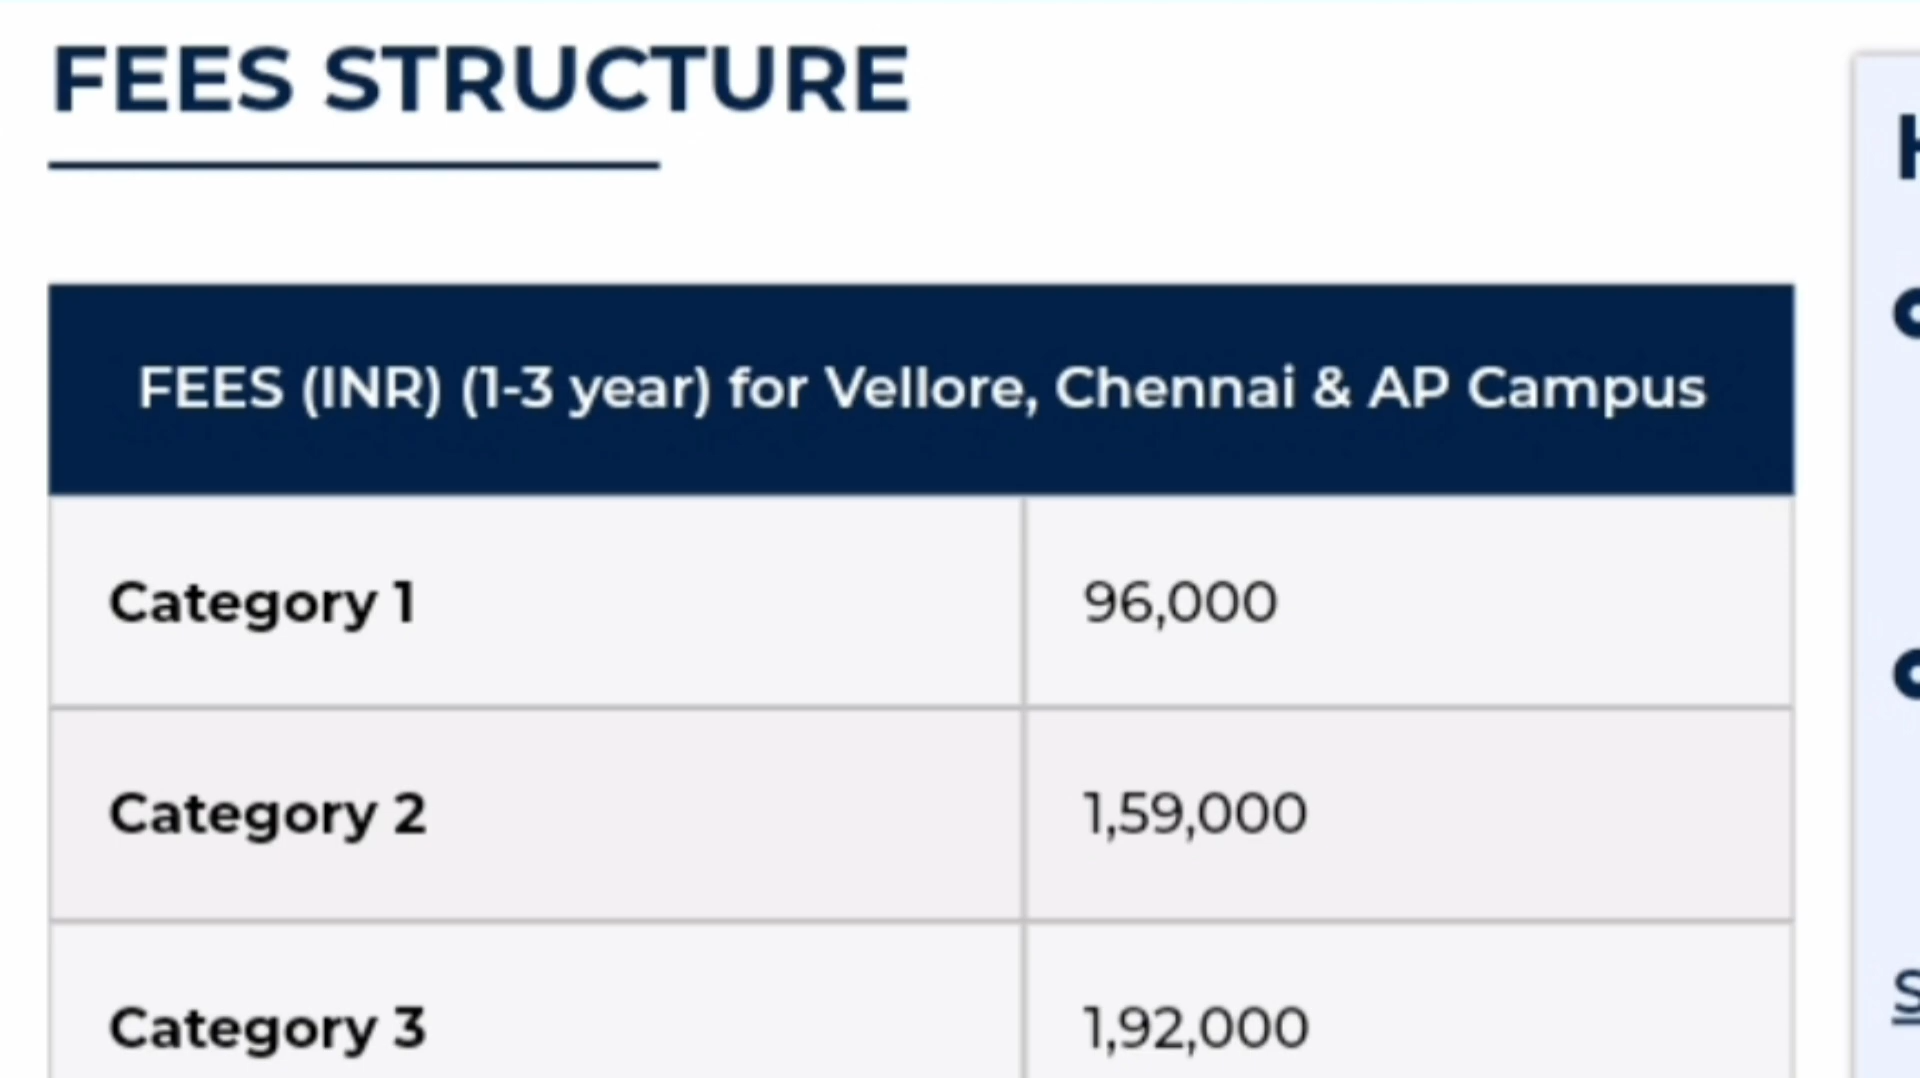 FEES STRUCTURE
FEES (INR) (1-3 year) for Vellore, Chennai & AP Campus
Category 1 96,000
Category 2 1,59,000
Category 3 1,92,000